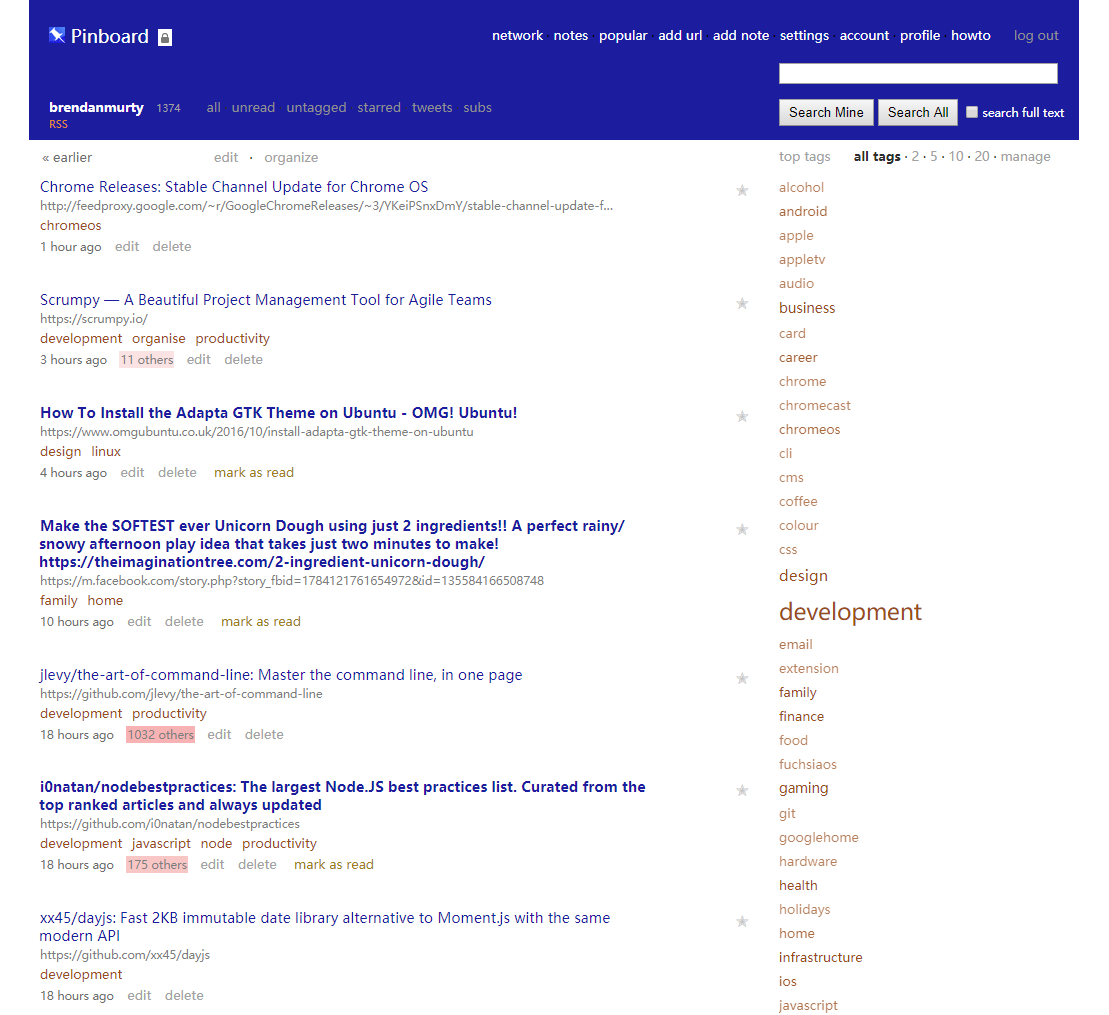 Pinboard
network · notes · popular · add url · add note · settings · account · profile · howto log out
brendanmurty 1374 all unread untagged starred tweets subs
RSS
Search Mine Search All search full text
« earlier edit · organize
Chrome Releases: Stable Channel Update for Chrome OS
http://feedproxy.google.com/~r/GoogleChromeReleases/~3/YKeiPSnxDmY/stable-channel-update-f...
chromeos
1 hour ago edit delete
Scrumpy — A Beautiful Project Management Tool for Agile Teams
https://scrumpy.io/
development organise productivity
3 hours ago 11 others edit delete
How To Install the Adapta GTK Theme on Ubuntu - OMG! Ubuntu!
https://www.omgubuntu.co.uk/2016/10/install-adapta-gtk-theme-on-ubuntu
design linux
4 hours ago edit delete mark as read
Make the SOFTEST ever Unicorn Dough using just 2 ingredients!! A perfect rainy/
snowy afternoon play idea that takes just two minutes to make!
https://theimaginationtree.com/2-ingredient-unicorn-dough/
https://m.facebook.com/story.php?story_fbid=1784121761654972&id=135584166508748
family home
10 hours ago edit delete mark as read
jlevy/the-art-of-command-line: Master the command line, in one page
https://github.com/jlevy/the-art-of-command-line
development productivity
18 hours ago 1032 others edit delete
i0natan/nodebestpractices: The largest Node.JS best practices list. Curated from the
top ranked articles and always updated
https://github.com/i0natan/nodebestpractices
development javascript node productivity
18 hours ago 175 others edit delete mark as read
xx45/dayjs: Fast 2KB immutable date library alternative to Moment.js with the same
modern API
https://github.com/xx45/dayjs
development
18 hours ago edit delete
top tags all tags · 2 · 5 · 10 · 20 · manage
alcohol
android
apple
appletv
audio
business
card
career
chrome
chromecast
chromeos
cli
cms
coffee
colour
css
design
development
email
extension
family
finance
food
fuchsiaos
gaming
git
googlehome
hardware
health
holidays
home
infrastructure
ios
javascript